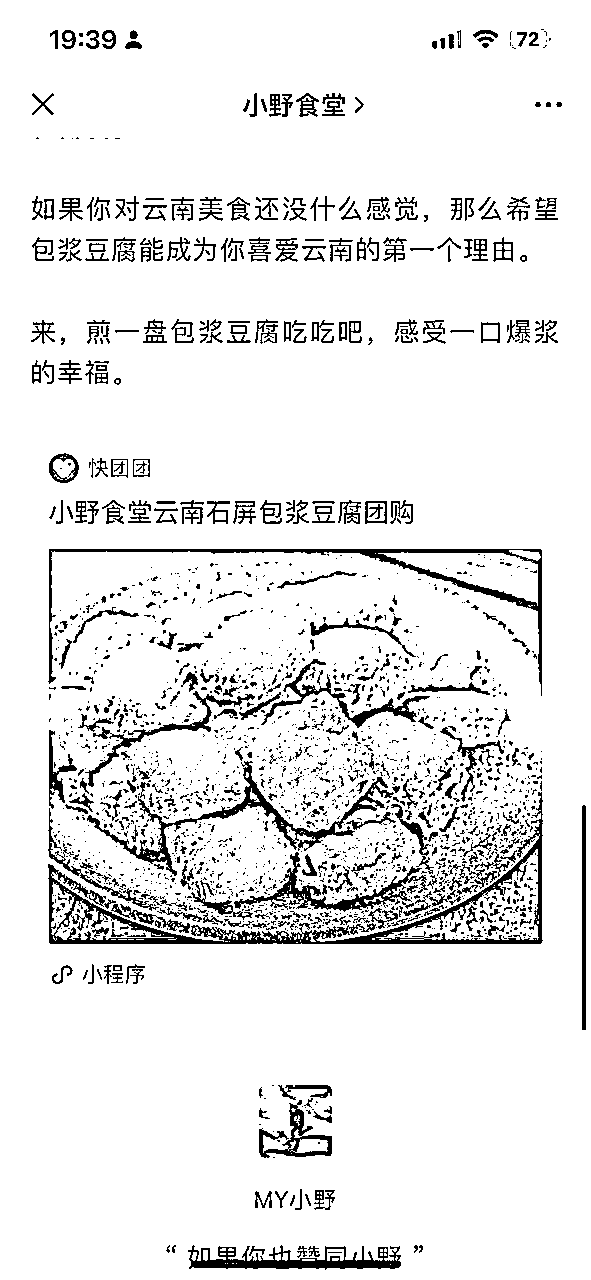 19:39
72
小野食堂
如果你对云南美食还没什么感觉，那么希望
包浆豆腐能成为你喜爱云南的第一个理由。
来，煎一盘包浆豆腐吃吃吧，感受一口爆浆
的幸福。
快团团
小野食堂云南石屏包浆豆腐团购
小程序
MY小野
“ 如果你也赞同小野 ”